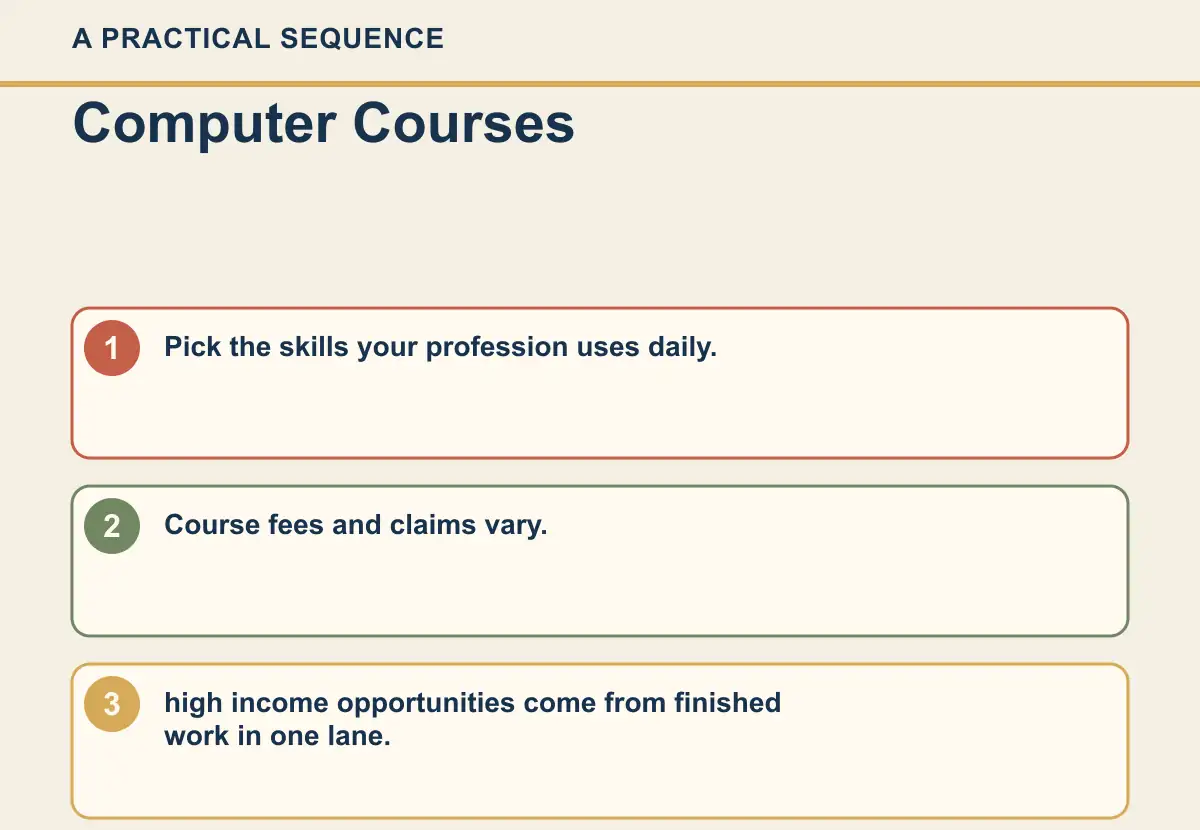 A PRACTICAL SEQUENCE
Computer Courses
1
Pick the skills your profession uses daily.
2
Course fees and claims vary.
3
high income opportunities come from finished
work in one lane.